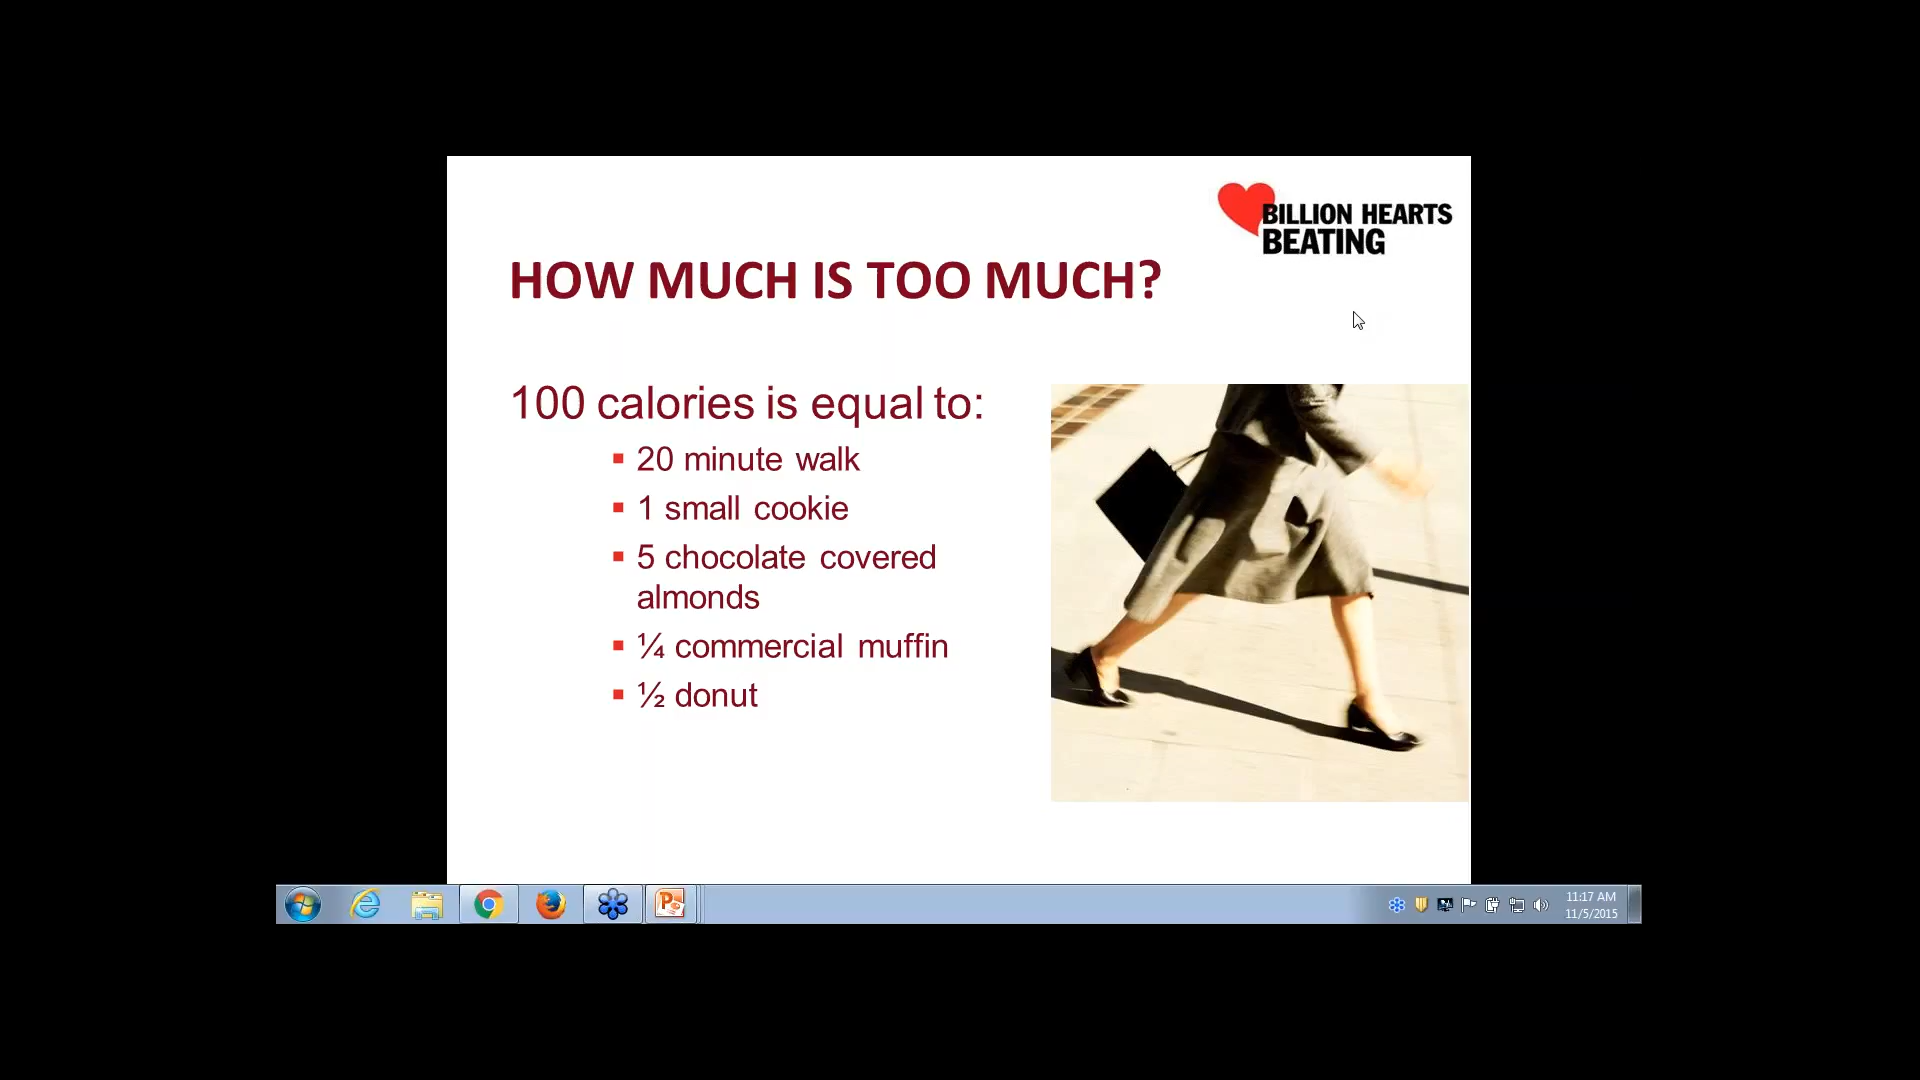 BILLION HEARTS
BEATING
HOW MUCH IS TOO MUCH?
100 calories is equal to:
20 minute walk
1 small cookie
5 chocolate covered
almonds
¼ commercial muffin
½ donut
11:17 AM
11/5/2015